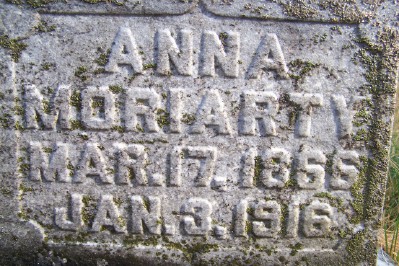 ANNA
MORIARTY
MAR. 17. 1855
JAN. 3. 1916